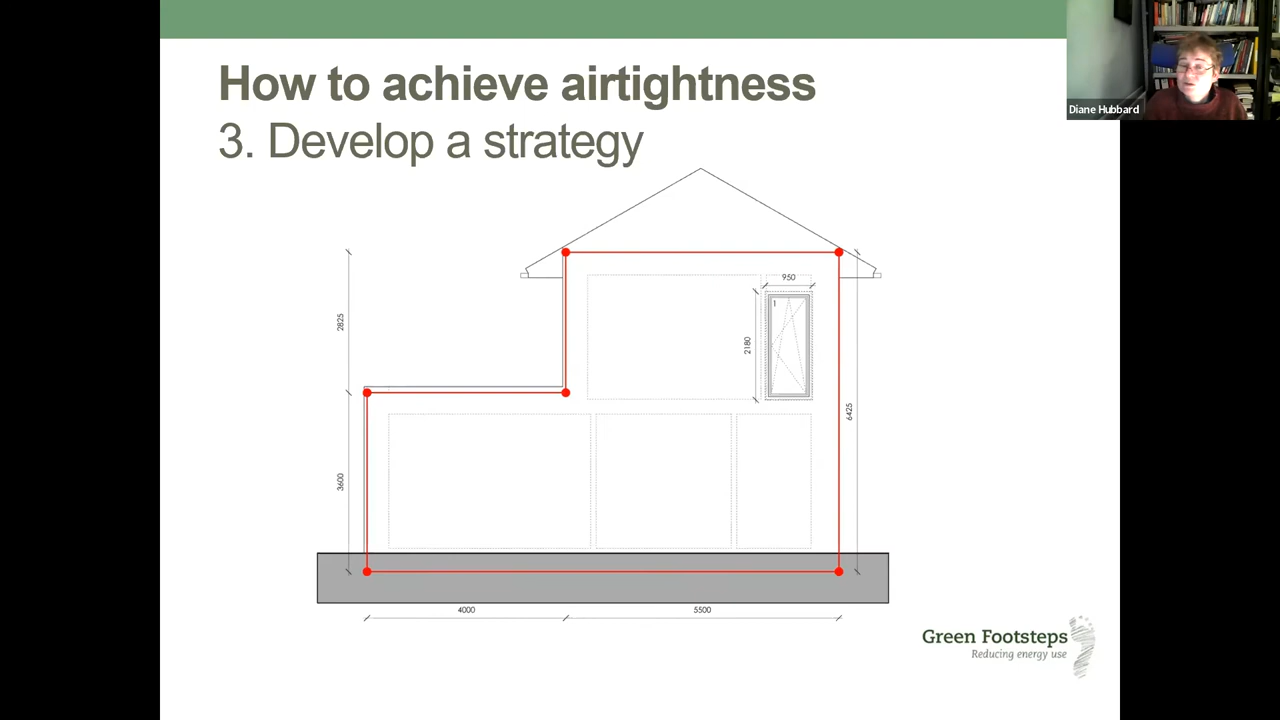 How to achieve airtightness
3. Develop a strategy
Diane Hubbard
950
1
2825
2180
6425
3600
4000
5500
Green Footsteps
Reducing energy use